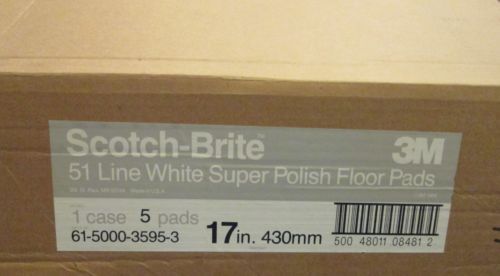 Scotch-Brite™ 3M
51 Line White Super Polish Floor Pads
1 case 5 pads
61-5000-3595-3 17in. 430mm
500 48011 08481 2